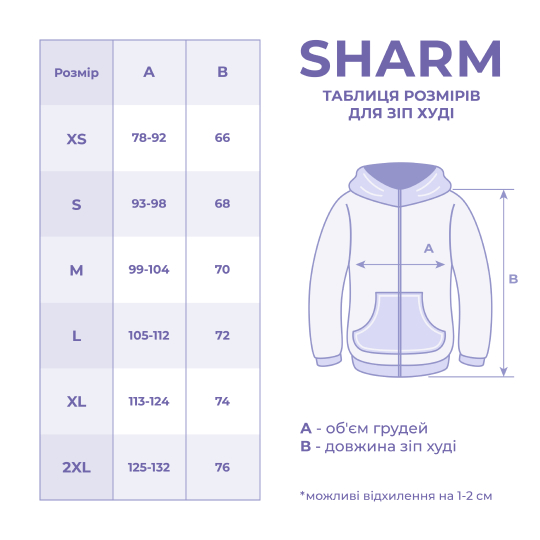 SHARM
ТАБЛИЦЯ РОЗМІРІВ
ДЛЯ ЗІП ХУДІ
Розмір A B
XS 78-92 66
S 93-98 68
M 99-104 70
L 105-112 72
XL 113-124 74
2XL 125-132 76
A
B
A - об'єм грудей
B - довжина зіп худі
*можливі відхилення на 1-2 см